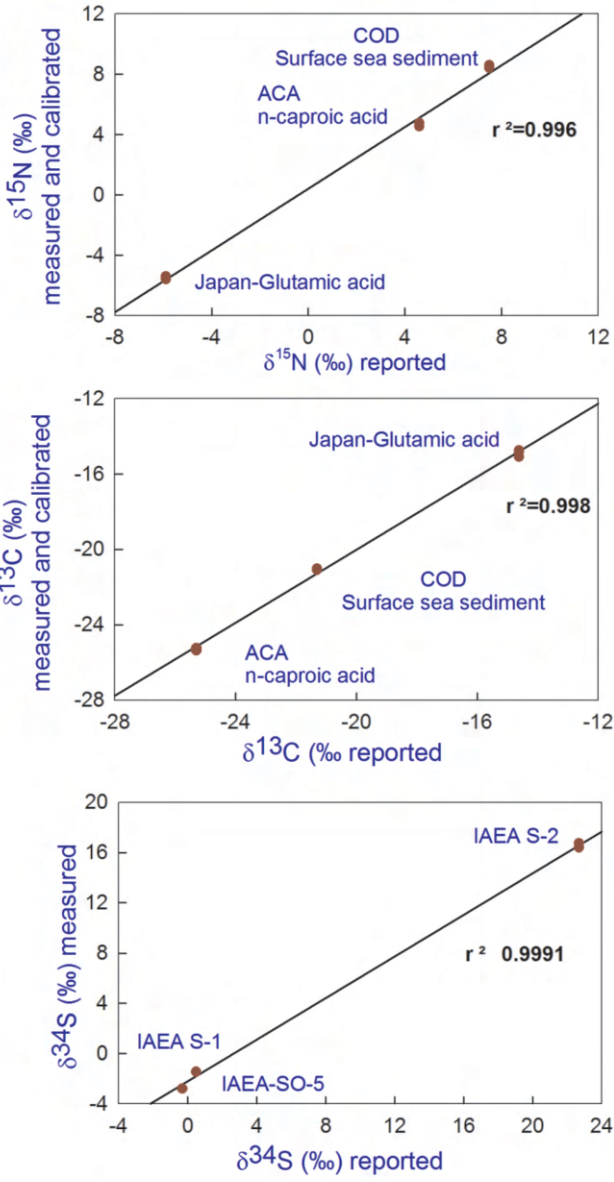 12
8
4
0
-4
-8
δ15N (‰)
measured and calibrated
COD
Surface sea sediment
ACA
n-caproic acid
r ²=0.996
Japan-Glutamic acid
-8 -4 0 4 8 12
δ15N (‰) reported
-12
-16
-20
-24
-28
δ13C (‰)
measured and calibrated
Japan-Glutamic acid
r ²=0.998
COD
Surface sea sediment
ACA
n-caproic acid
-28 -24 -20 -16 -12
δ13C (‰ reported
20
16
12
8
4
0
-4
δ34S (‰) measured
IAEA S-2
r ² 0.9991
IAEA S-1
IAEA-SO-5
-4 0 4 8 12 16 20 24
δ34S (‰) reported